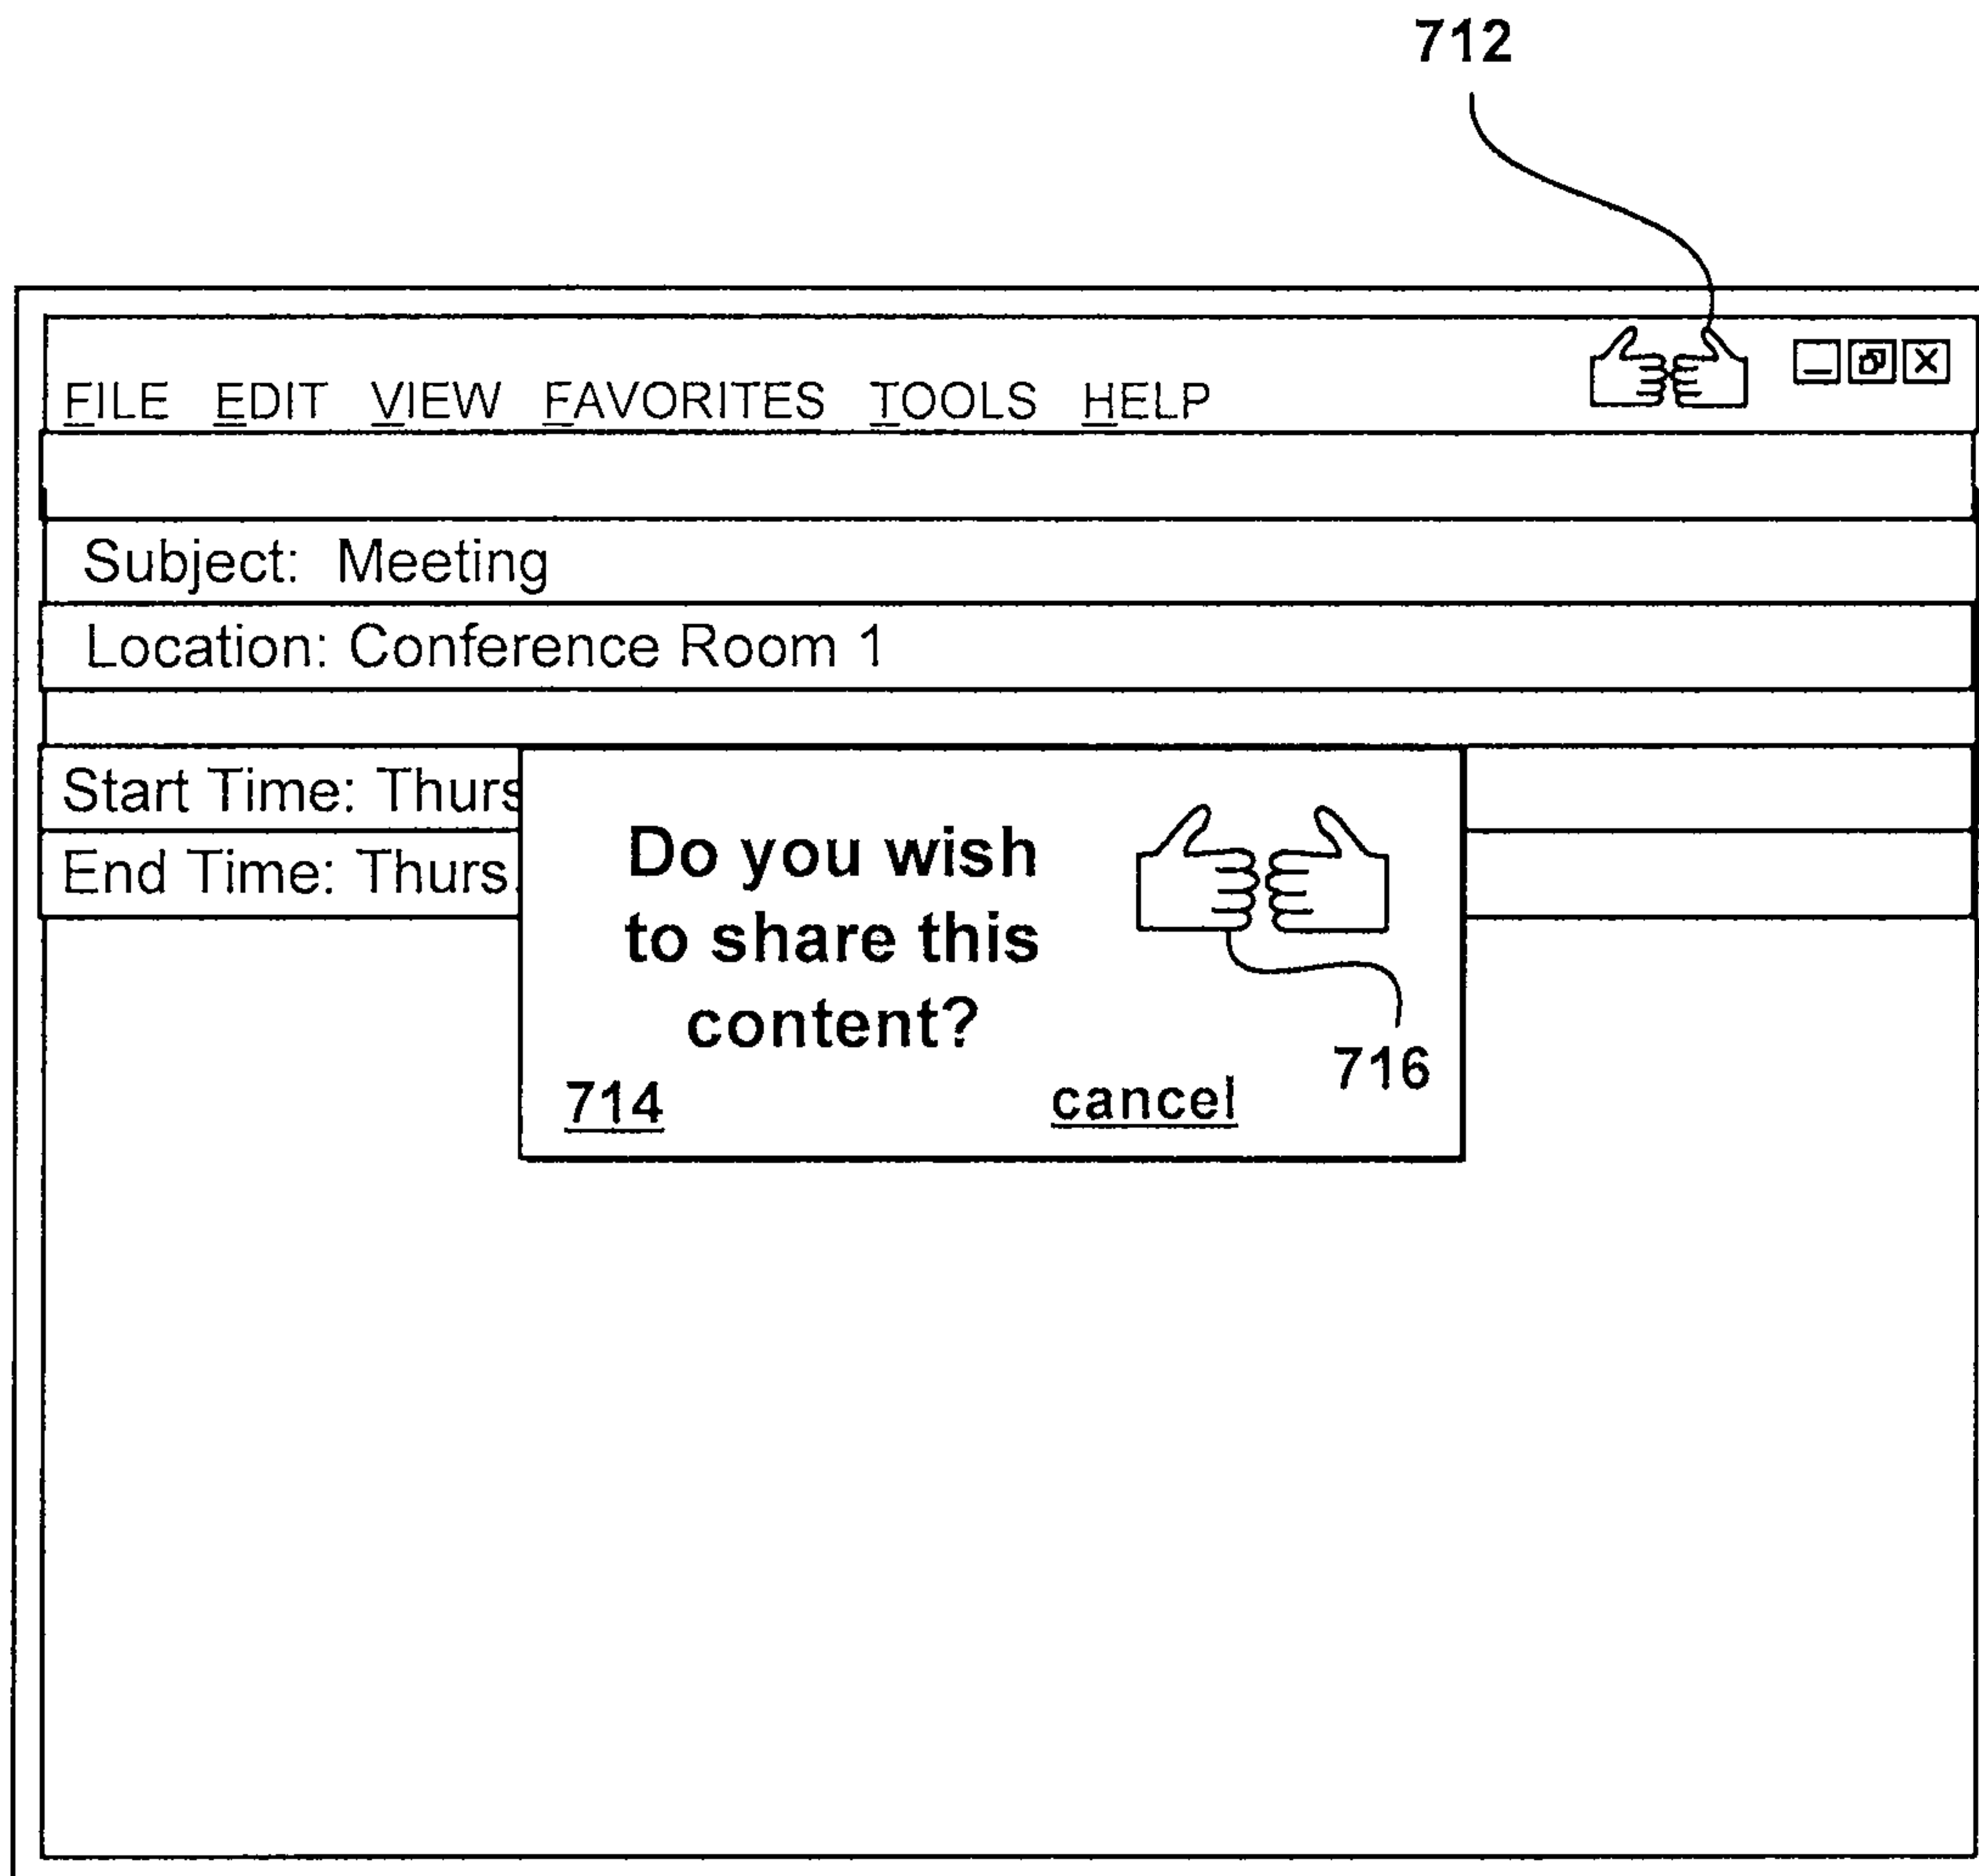 712
FILE EDIT VIEW FAVORITES TOOLS HELP
Subject: Meeting
Location: Conference Room 1
Start Time: Thurs
End Time: Thurs
Do you wish
to share this
content?
716
714 cancel